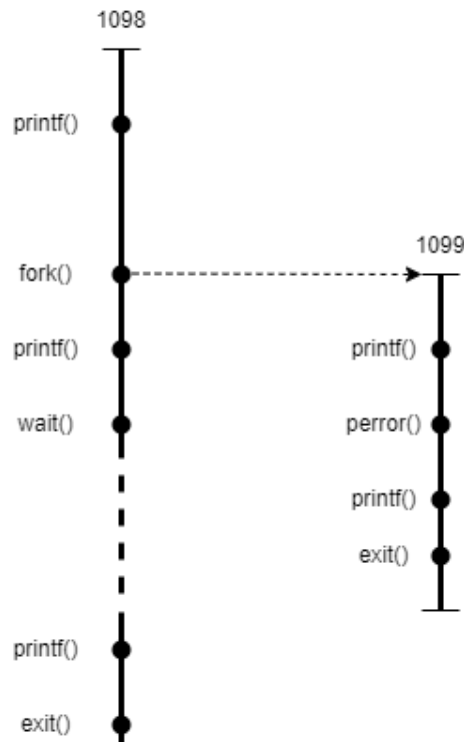 1098
printf()
fork()
1099
printf()
printf()
wait()
perror()
printf()
exit()
printf()
exit()